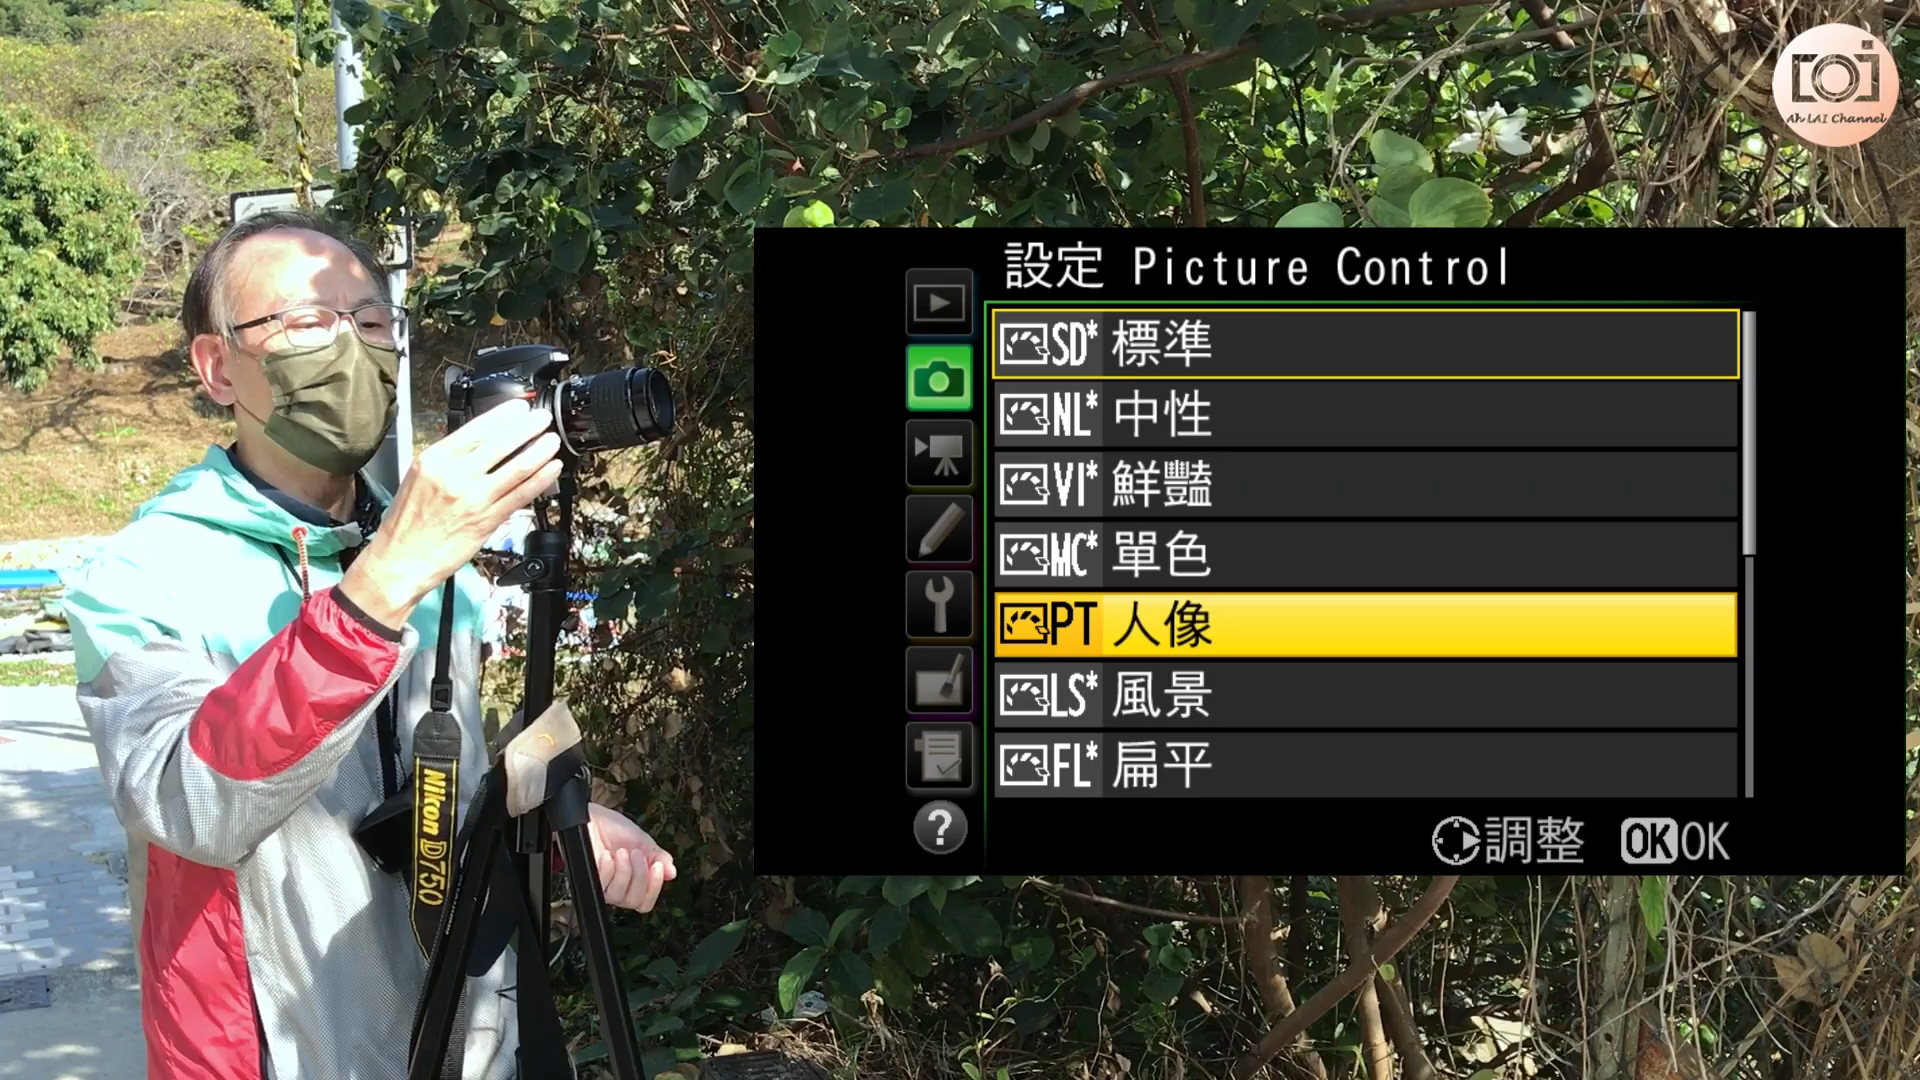 Ah LAI Channel
設定 Picture Control
SD* 標準
NL* 中性
VI* 鮮豔
MC* 單色
PT 人像
LS* 風景
FL* 扁平
?
調整 OK OK
Nikon D750